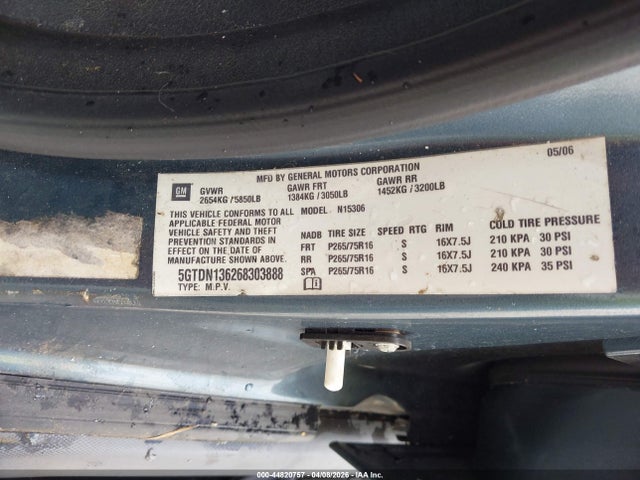 MFD BY GENERAL MOTORS CORPORATION 05/06
GM
GVWR GAWR FRT GAWR RR
2654KG /5850LB 1384KG / 3050LB 1452KG / 3200LB
THIS VEHICLE CONFORMS TO ALL
APPLICABLE FEDERAL MOTOR
VEHICLE SAFETY AND THEFT
PREVENTION STANDARDS IN
EFFECT ON THE DATE OF
MANUFACTURE SHOWN ABOVE.
5GTDN136268303888
TYPE: M.P.V.
MODEL N15306
NADB TIRE SIZE SPEED RTG RIM COLD TIRE PRESSURE
FRT P265/75R16 S 16X7.5J 210 KPA 30 PSI
RR P265/75R16 S 16X7.5J 210 KPA 30 PSI
SPA P265/75R16 S 16X7.5J 240 KPA 35 PSI
000-44820757 - 04/08/2026 - IAA Inc.